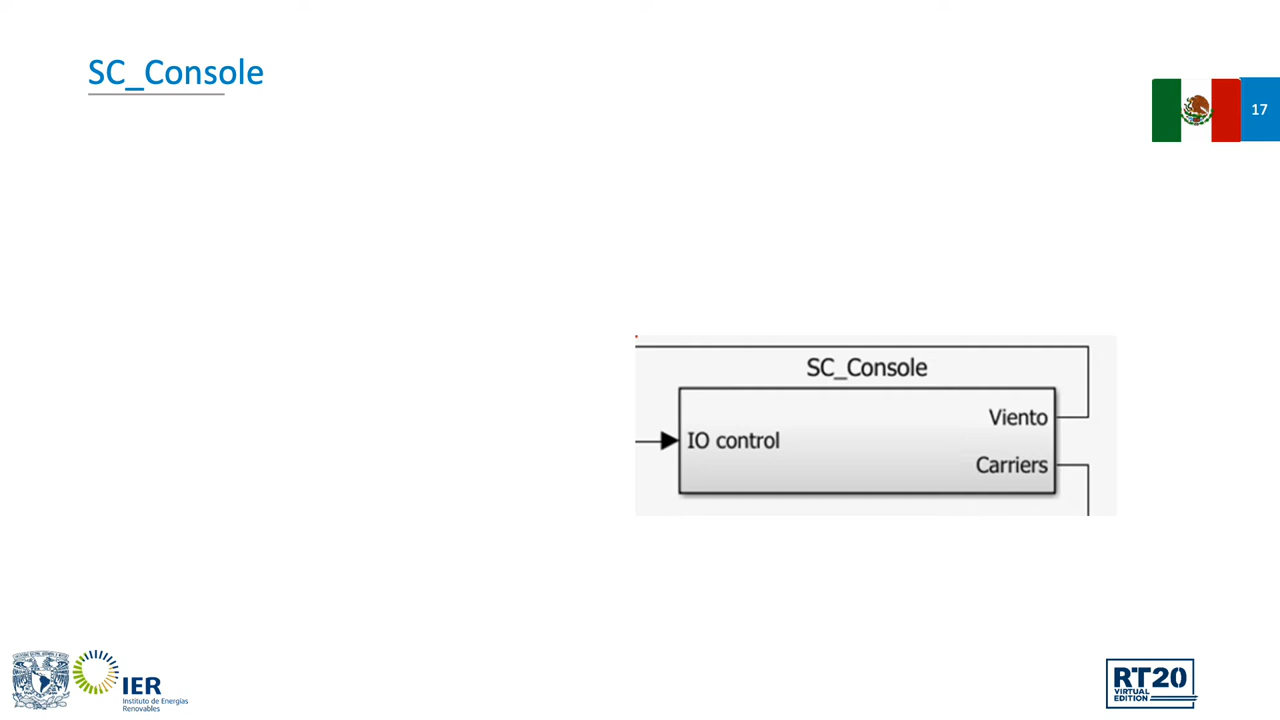 SC_Console
17
SC_Console
Viento
IO control
Carriers
IER
Instituto de Energías
Renovables
RT20
VIRTUAL
EDITION